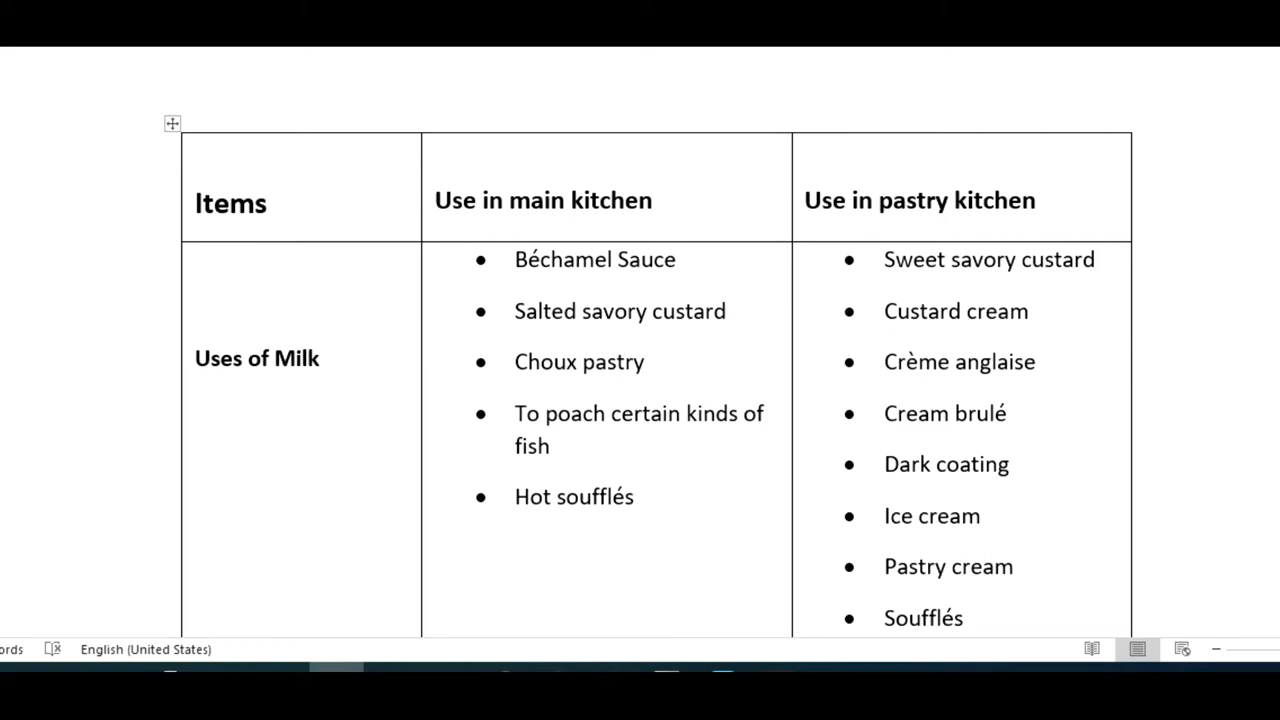 Items
Use in main kitchen
Use in pastry kitchen
Uses of Milk
• Béchamel Sauce
• Salted savory custard
• Choux pastry
• To poach certain kinds of
fish
• Hot soufflés
• Sweet savory custard
• Custard cream
• Crème anglaise
• Cream brulé
• Dark coating
• Ice cream
• Pastry cream
• Soufflés
ords English (United States)